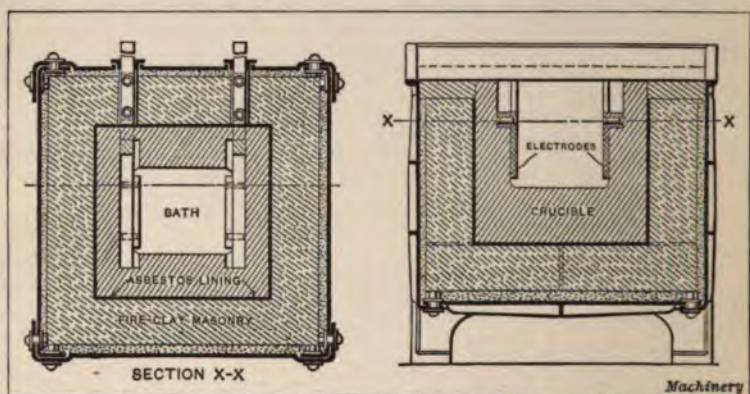 BATH
ASBESTOS LINING
FIRE-CLAY MASONRY
SECTION X-X
X
X
ELECTRODES
CRUCIBLE
Machinery